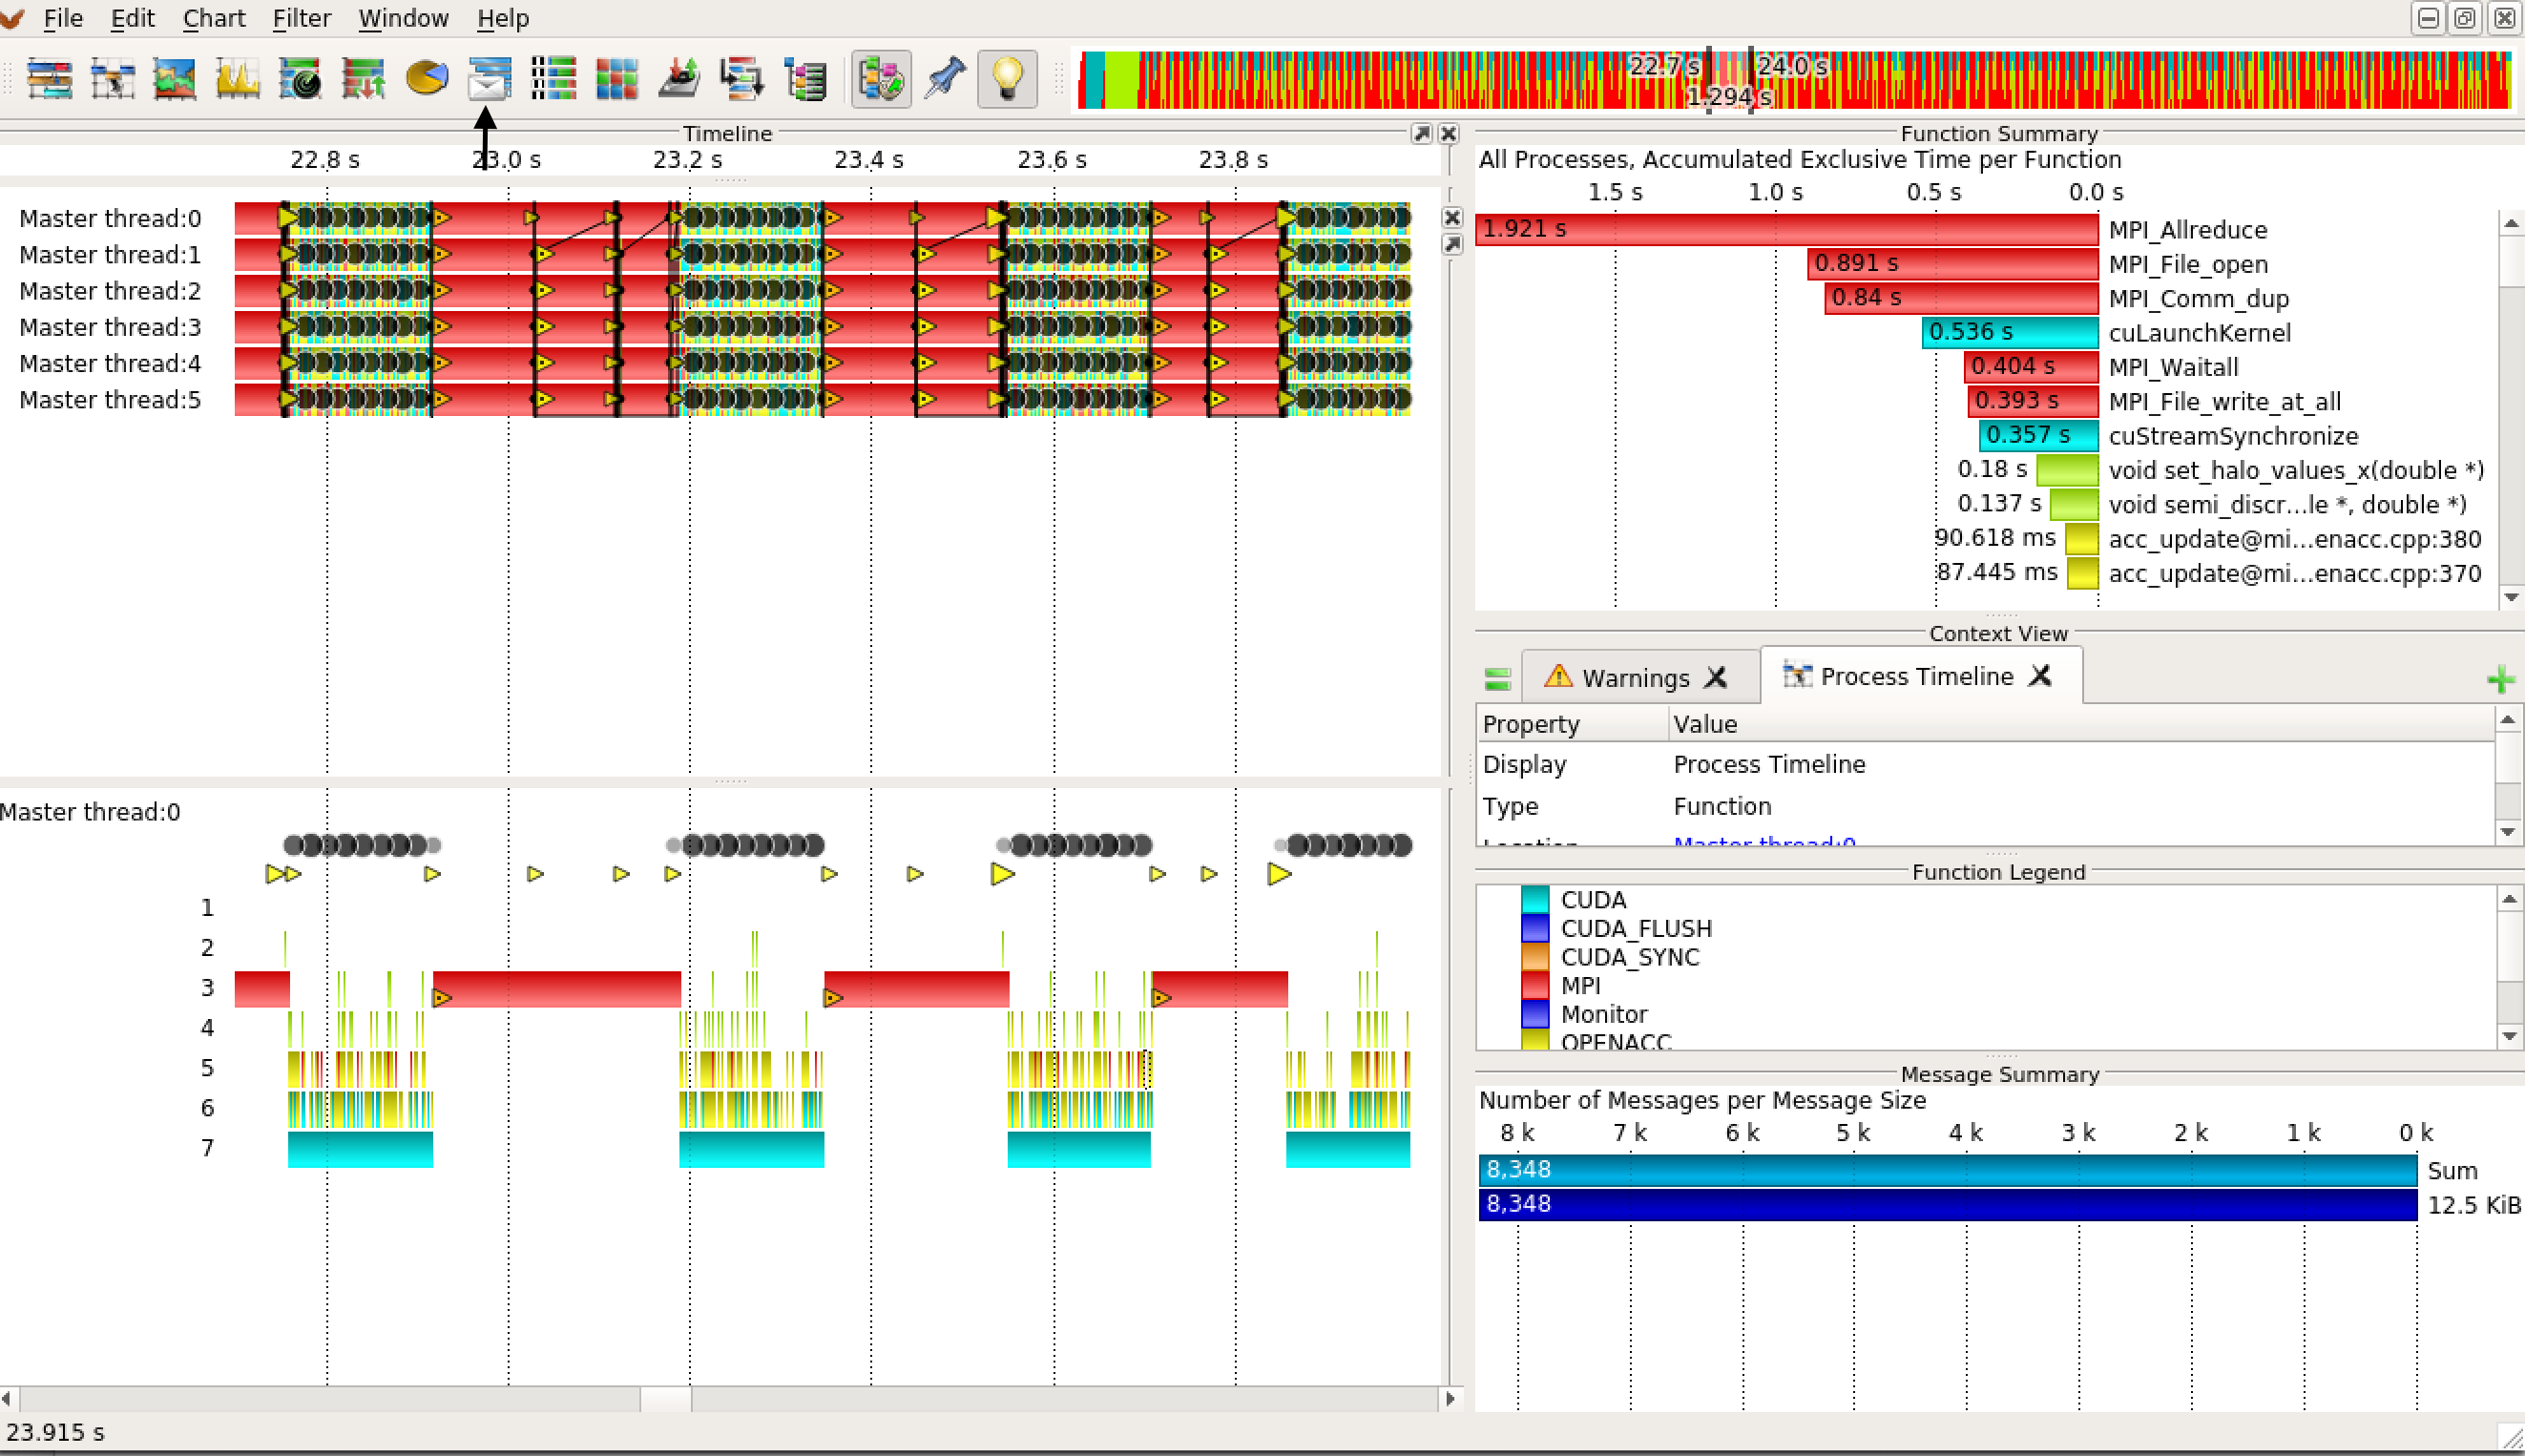 File Edit Chart Filter Window Help
22.7 s 24.0 s
1.294 s
Timeline
22.8 s 23.0 s 23.2 s 23.4 s 23.6 s 23.8 s
Master thread:0
Master thread:1
Master thread:2
Master thread:3
Master thread:4
Master thread:5
Master thread:0
1
2
3
4
5
6
7
23.915 s
Function Summary
All Processes, Accumulated Exclusive Time per Function
1.5 s 1.0 s 0.5 s 0.0 s
1.921 s MPI_Allreduce
0.891 s MPI_File_open
0.84 s MPI_Comm_dup
0.536 s cuLaunchKernel
0.404 s MPI_Waitall
0.393 s MPI_File_write_at_all
0.357 s cuStreamSynchronize
0.18 s void set_halo_values_x(double *)
0.137 s void semi_discr...le *, double *)
90.618 ms acc_update@mi...enacc.cpp:380
87.445 ms acc_update@mi...enacc.cpp:370
Context View
Warnings Process Timeline
Property Value
Display Process Timeline
Type Function
Location Master thread:0
Function Legend
CUDA
CUDA_FLUSH
CUDA_SYNC
MPI
Monitor
OPENACC
Message Summary
Number of Messages per Message Size
8 k 7 k 6 k 5 k 4 k 3 k 2 k 1 k 0 k
8,348 Sum
8,348 12.5 KiB